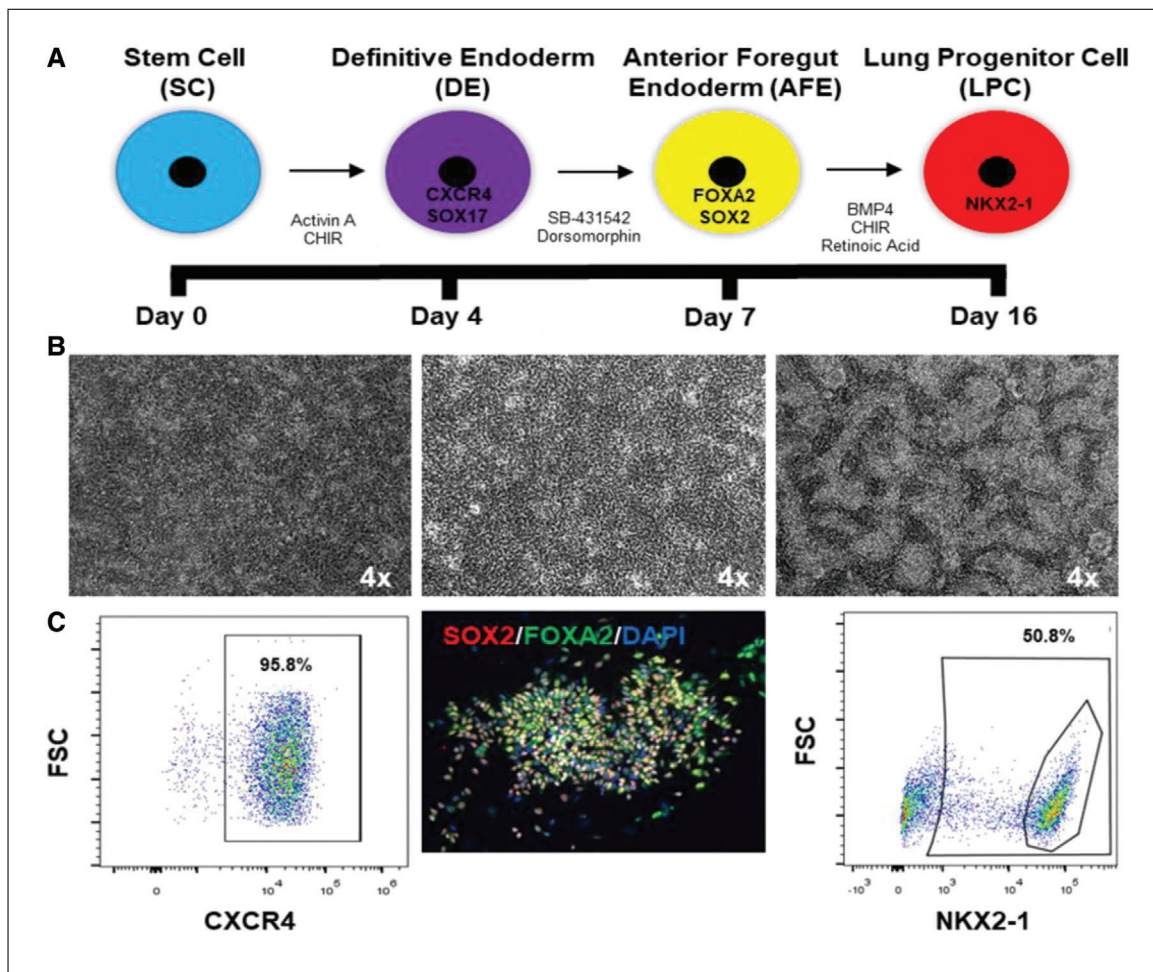 A
Stem Cell
(SC)
Definitive Endoderm
(DE)
Anterior Foregut
Endoderm (AFE)
Lung Progenitor Cell
(LPC)
CXCR4
SOX17
FOXA2
SOX2
NKX2-1
Activin A
CHIR
SB-431542
Dorsomorphin
BMP4
CHIR
Retinoic Acid
Day 0
Day 4
Day 7
Day 16
B
4x
4x
4x
C
95.8%
FSC
0
10^4
10^5
10^6
CXCR4
SOX2/FOXA2/DAPI
50.8%
FSC
-10^3
0
10^3
10^4
10^5
NKX2-1